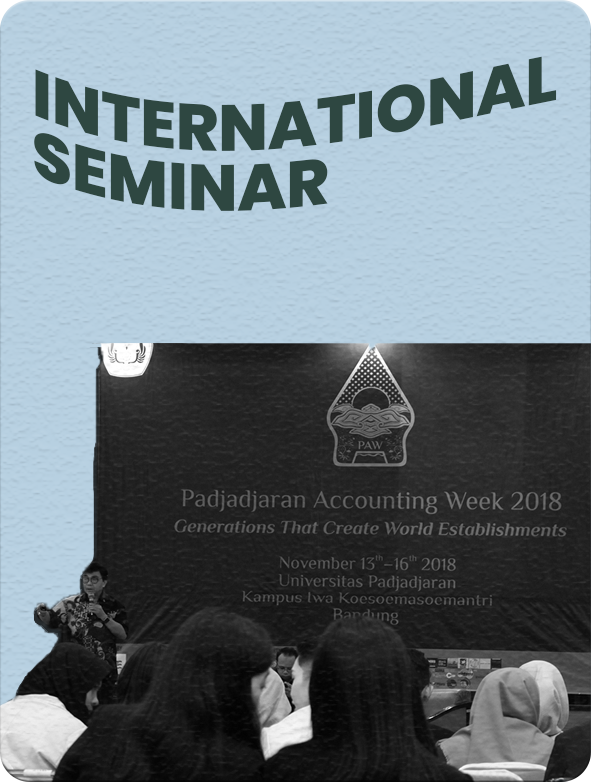 INTERNATIONAL
SEMINAR
PAW
Padjadjaran Accounting Week 2018
Generations That Create World Establishments
November 13th-16th 2018
Universitas Padjadjaran
Kampus Iwa Koesoemasoemantri
Bandung